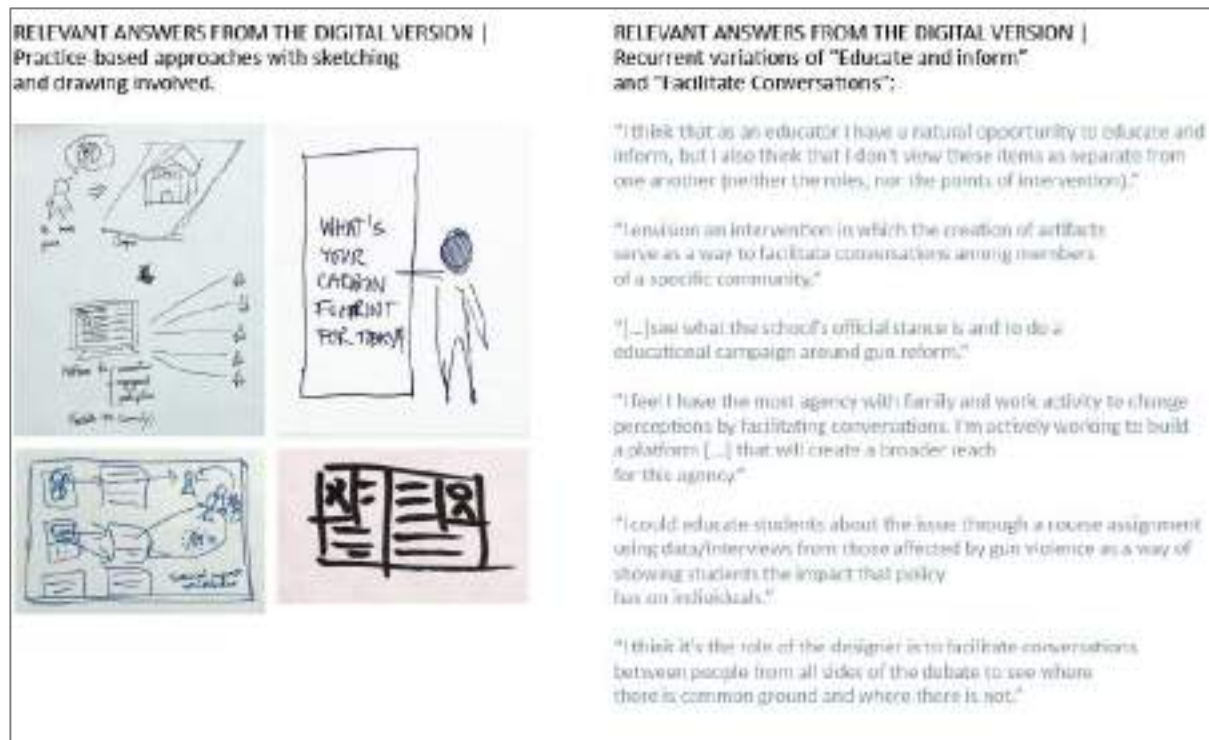 RELEVANT ANSWERS FROM THE DIGITAL VERSION |
Practice-based approaches with sketching
and drawing involved.
WHAT'S
YOUR
CARBON
FOOTPRINT
FOR TODAY?
RELEVANT ANSWERS FROM THE DIGITAL VERSION |
Recurrent variations of "Educate and inform"
and "Facilitate Conversations":
"I think that as an educator I have a natural opportunity to educate and
inform, but I also think that I don't view these items as separate from
one another (neither the roles, nor the points of intervention)."
"I envision an intervention in which the creation of artifacts
serve as a way to facilitate conversations among members
of a specific community."
"[...]see what the school's official stance is and to do a
educational campaign around gun reform."
"I feel I have the most agency with family and work activity to change
perceptions by facilitating conversations. I'm actively working to build
a platform [...] that will create a broader reach
for this agency."
"I could educate students about the issue through a course assignment
using data/interviews from those affected by gun violence as a way of
showing students the impact that policy
has on individuals."
"I think it's the role of the designer is to facilitate conversations
between people from all sides of the debate to see where
there is common ground and where there is not."